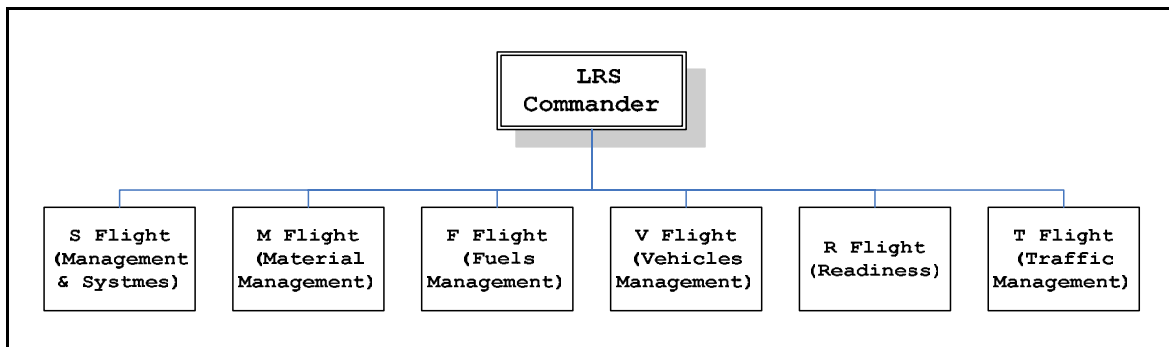 LRS
Commander
S Flight
(Management
& Systmes)
M Flight
(Material
Management)
F Flight
(Fuels
Management)
V Flight
(Vehicles
Management)
R Flight
(Readiness)
T Flight
(Traffic
Management)